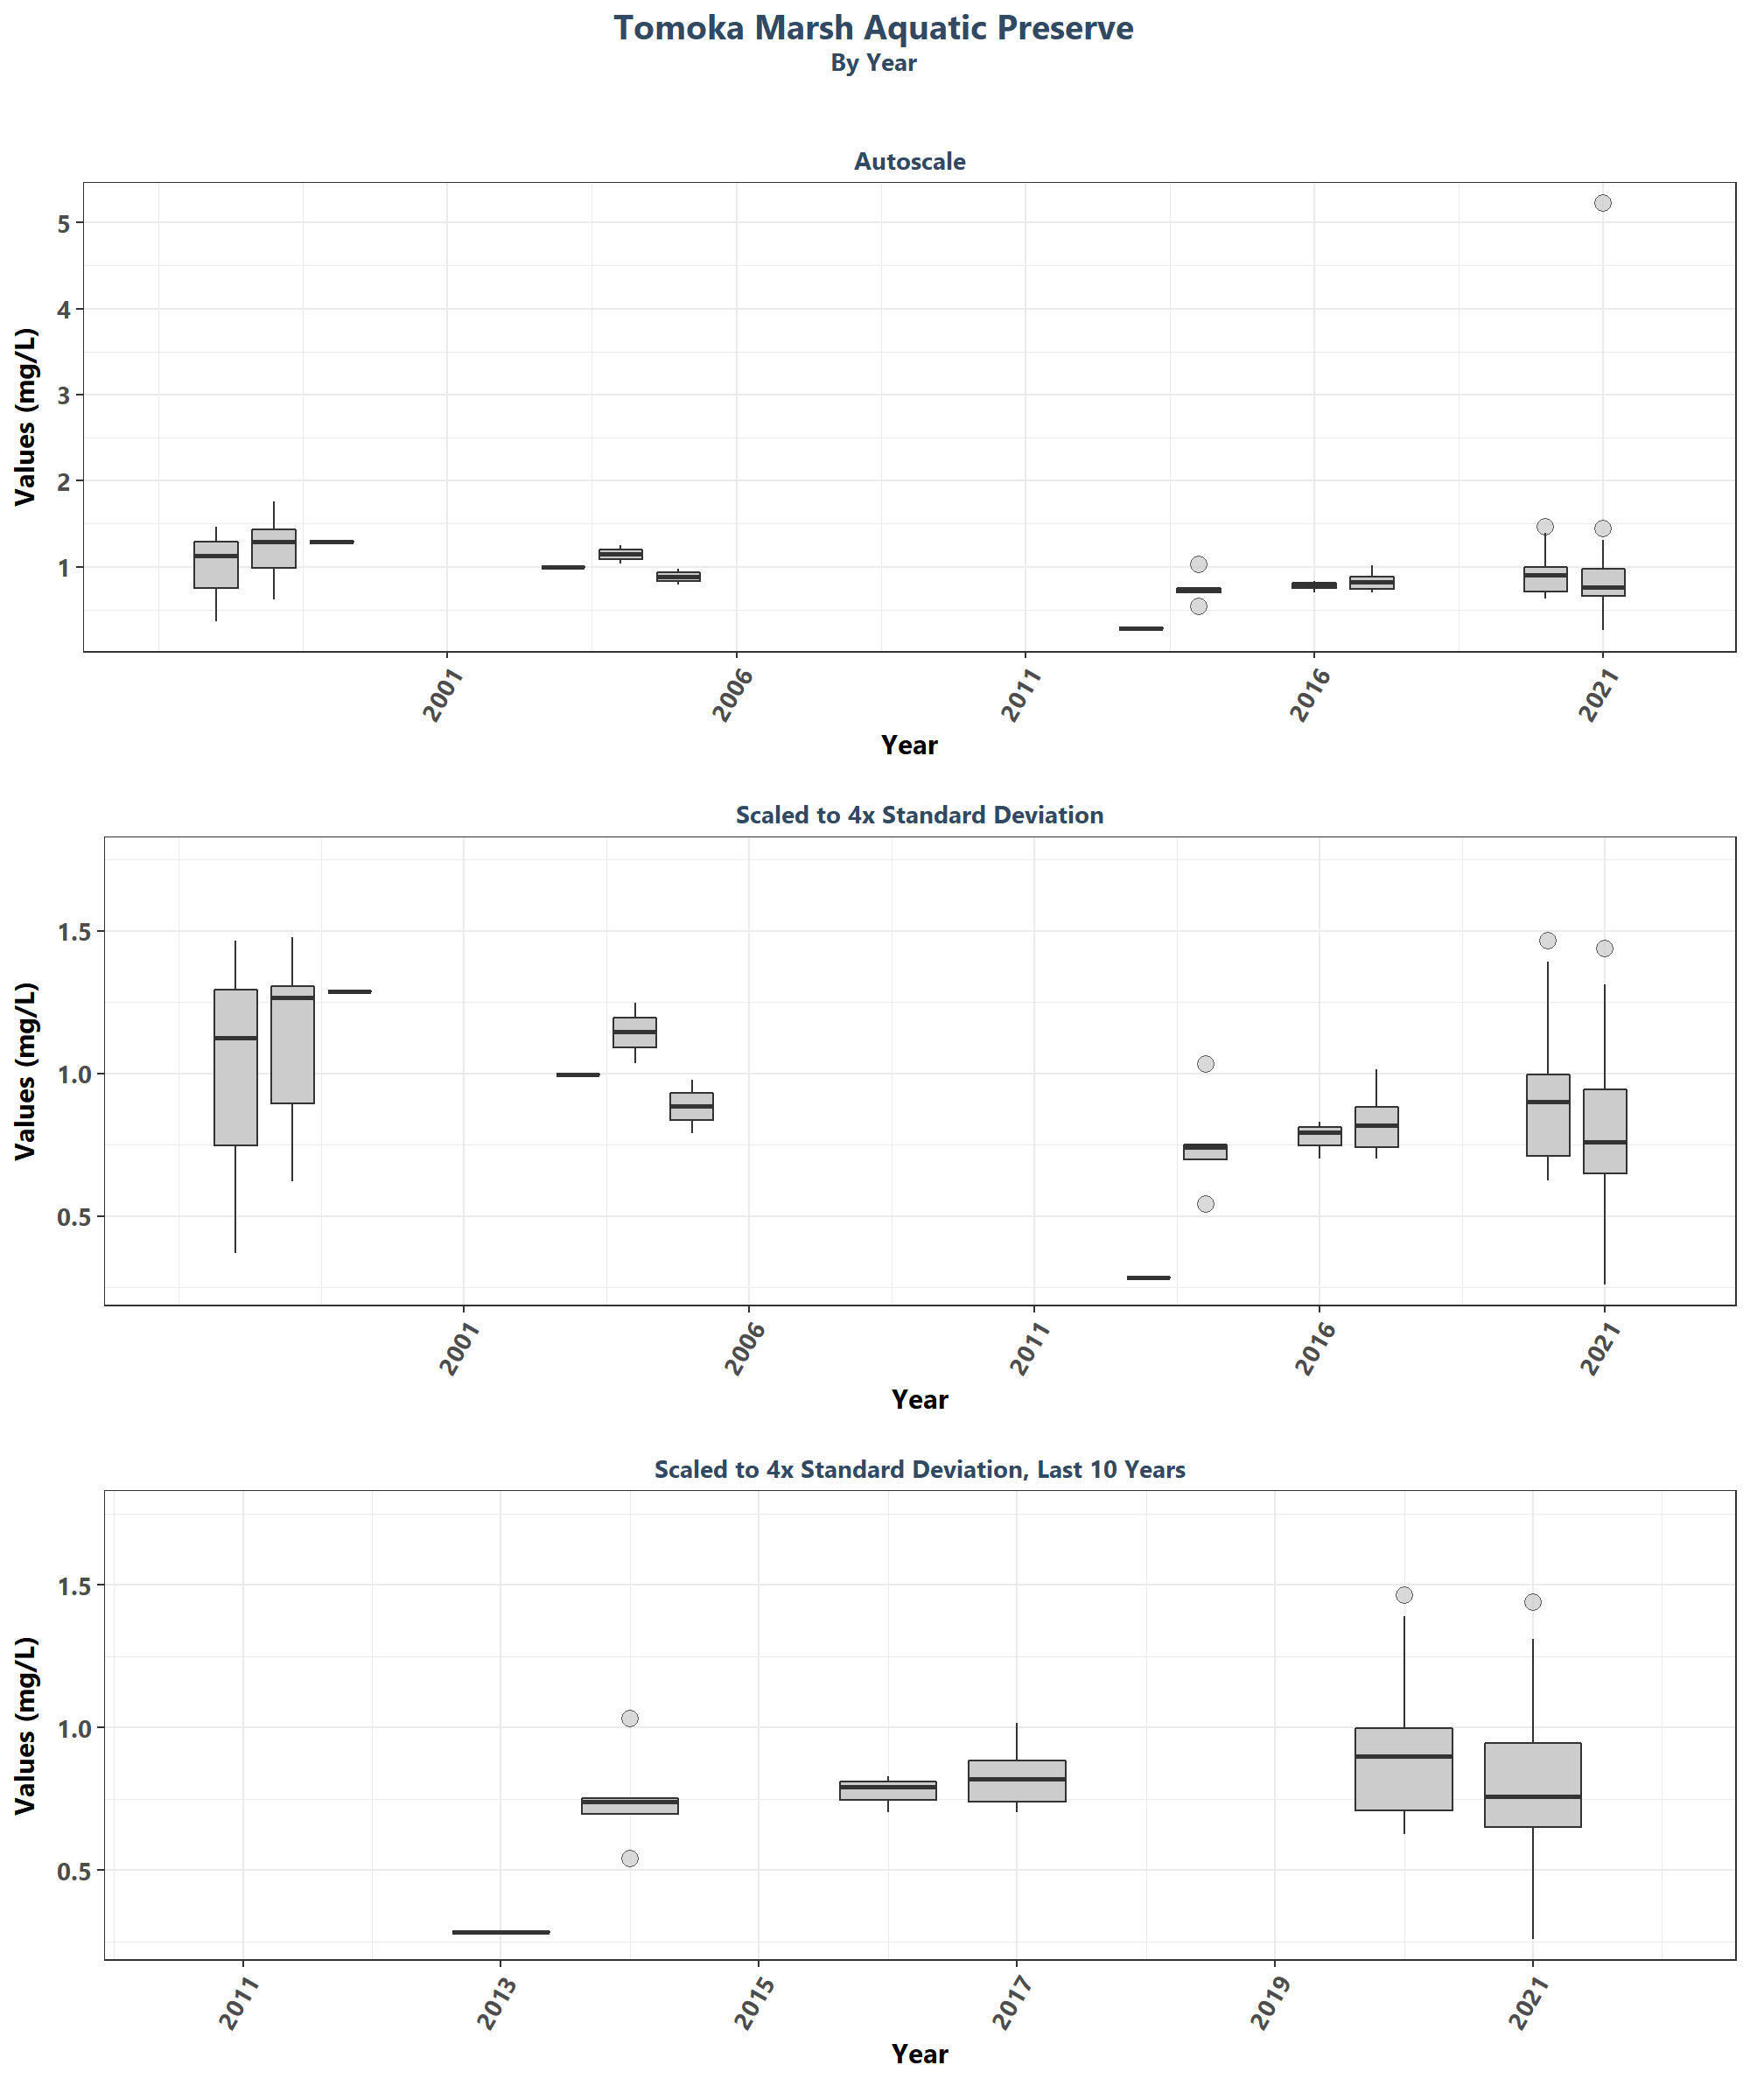 Tomoka Marsh Aquatic Preserve
By Year
Autoscale
Values (mg/L)
5
4
3
2
1
2001
2006
2011
2016
2021
Year
Scaled to 4x Standard Deviation
Values (mg/L)
1.5
1.0
0.5
2001
2006
2011
2016
2021
Year
Scaled to 4x Standard Deviation, Last 10 Years
Values (mg/L)
1.5
1.0
0.5
2011
2013
2015
2017
2019
2021
Year